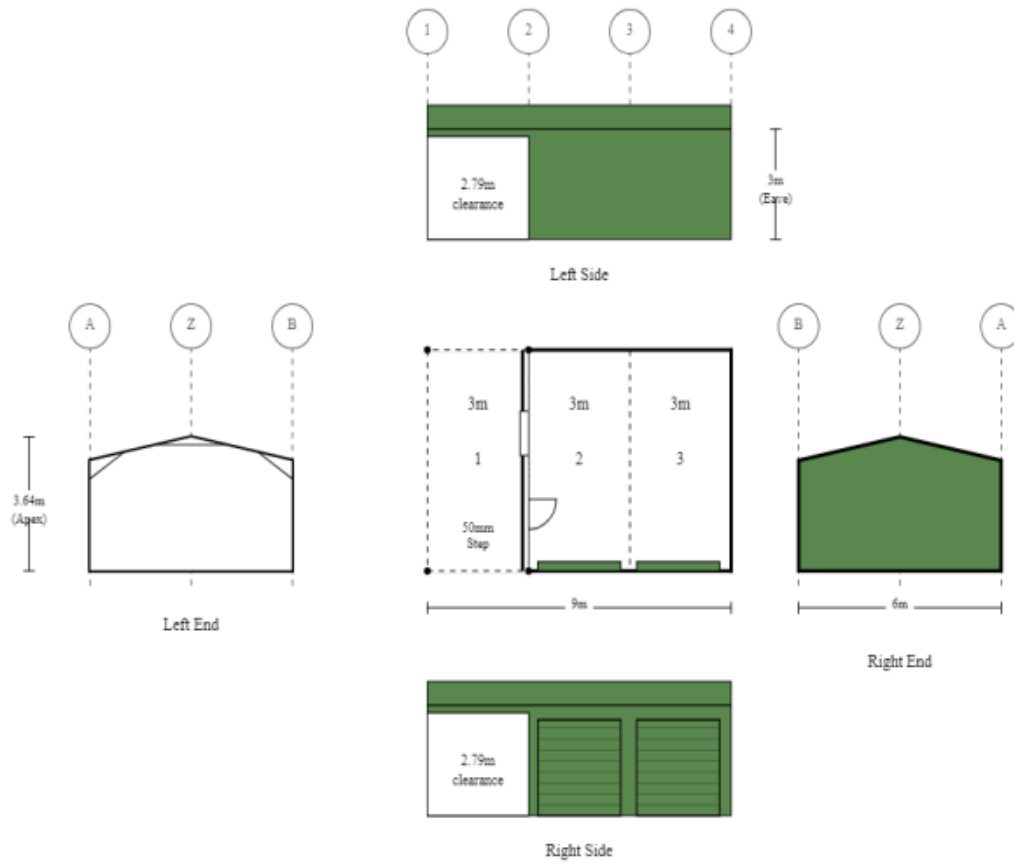 1 2 3 4
2.79m
clearance
3m
(Eave)
Left Side
A Z B
B Z A
3m 3m 3m
1 2 3
3.64m
(Apex)
50mm
Step
9m
6m
Left End
Right End
2.79m
clearance
Right Side